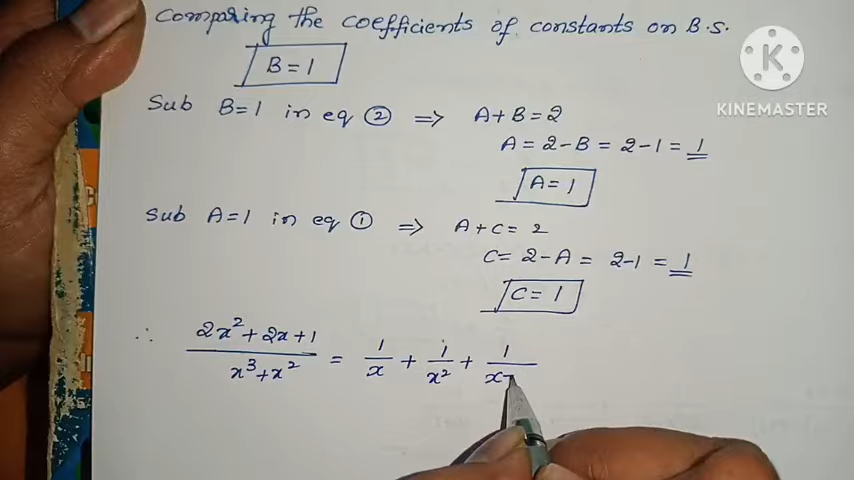 Comparing the coefficients of constants on B.S.
B = 1
Sub B=1 in eq ② ⇒ A+B = 2
A = 2-B = 2-1 = 1
A = 1
Sub A=1 in eq ① ⇒ A+C = 2
C = 2-A = 2-1 = 1
C = 1
∴ (2x²+2x+1)/(x³+x²) = 1/x + 1/x² + 1/x
K
KINEMASTER